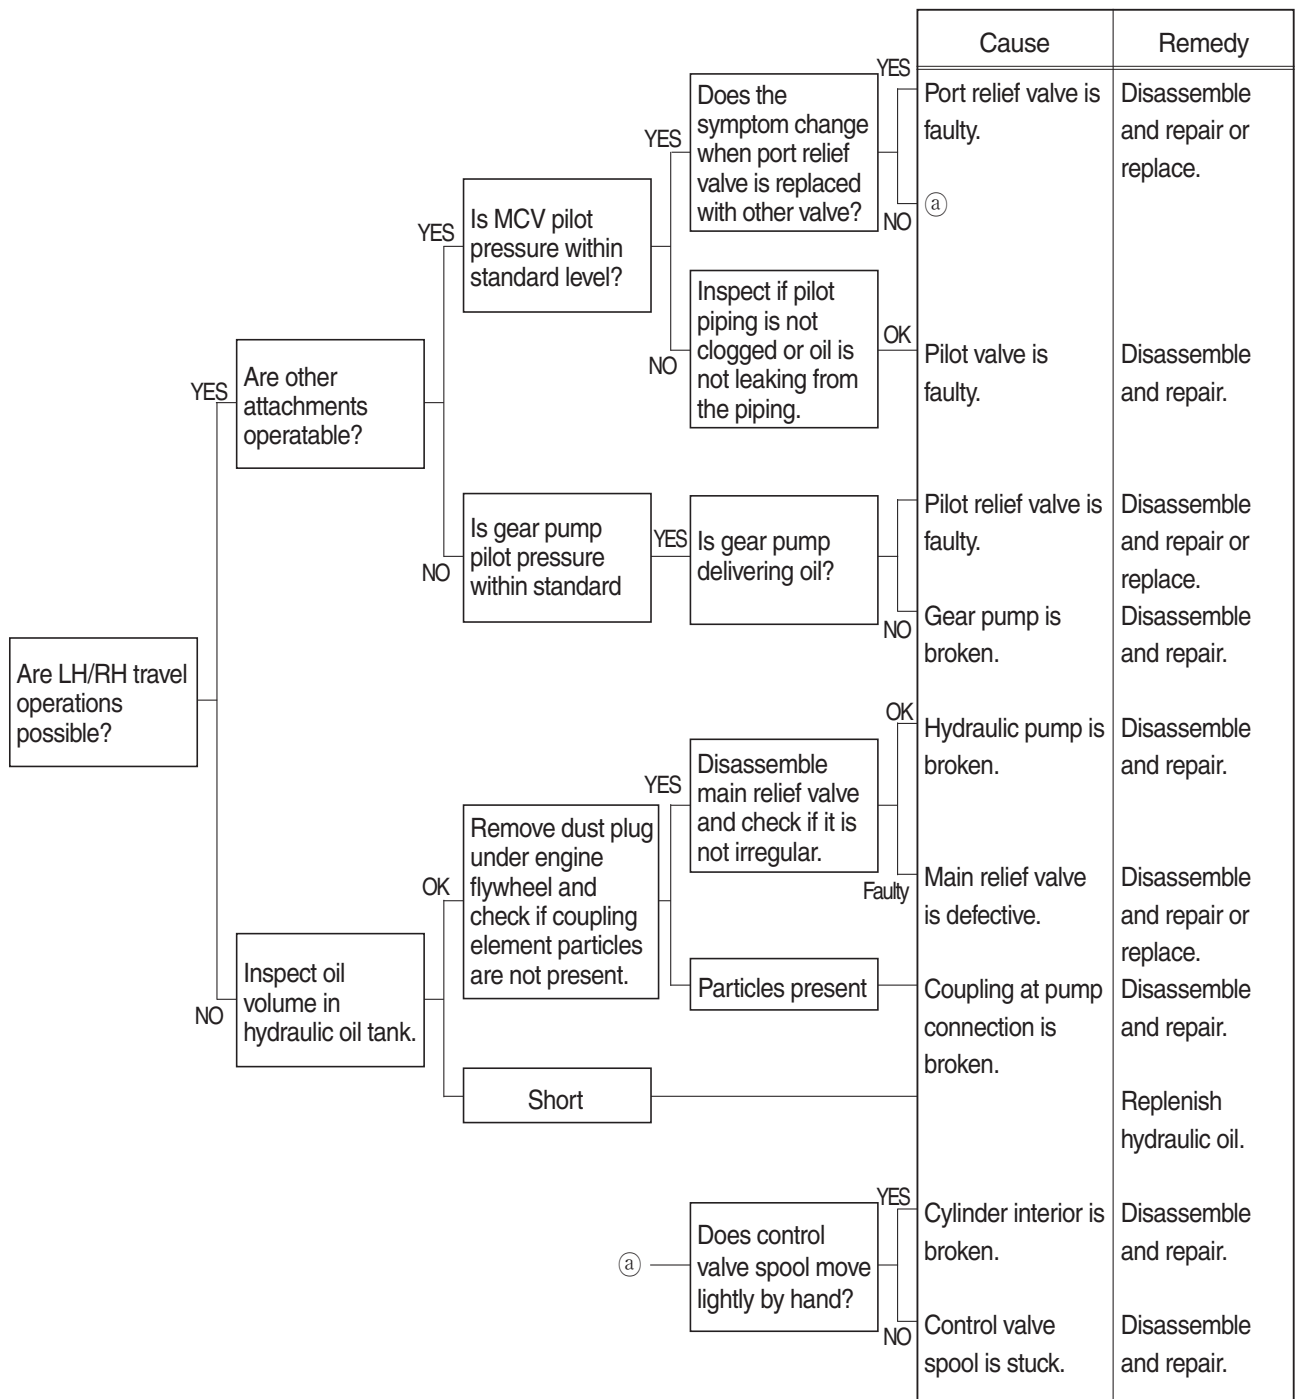 Cause
Remedy
YES
Port relief valve is
faulty.
Disassemble
and repair or
replace.
Does the
symptom change
when port relief
valve is replaced
with other valve?
YES
NO
ⓐ
Is MCV pilot
pressure within
standard level?
YES
Inspect if pilot
piping is not
clogged or oil is
not leaking from
the piping.
NO
OK
Pilot valve is
faulty.
Disassemble
and repair.
Are other
attachments
operatable?
YES
Is gear pump
pilot pressure
within standard
NO
YES
Is gear pump
delivering oil?
Pilot relief valve is
faulty.
Disassemble
and repair or
replace.
NO
Gear pump is
broken.
Disassemble
and repair.
Are LH/RH travel
operations
possible?
OK
Hydraulic pump is
broken.
Disassemble
and repair.
YES
Disassemble
main relief valve
and check if it is
not irregular.
Remove dust plug
under engine
flywheel and
check if coupling
element particles
are not present.
OK
Faulty
Main relief valve
is defective.
Disassemble
and repair or
replace.
Inspect oil
volume in
hydraulic oil tank.
NO
Particles present
Coupling at pump
connection is
broken.
Disassemble
and repair.
Short
Replenish
hydraulic oil.
ⓐ
Does control
valve spool move
lightly by hand?
YES
Cylinder interior is
broken.
Disassemble
and repair.
NO
Control valve
spool is stuck.
Disassemble
and repair.